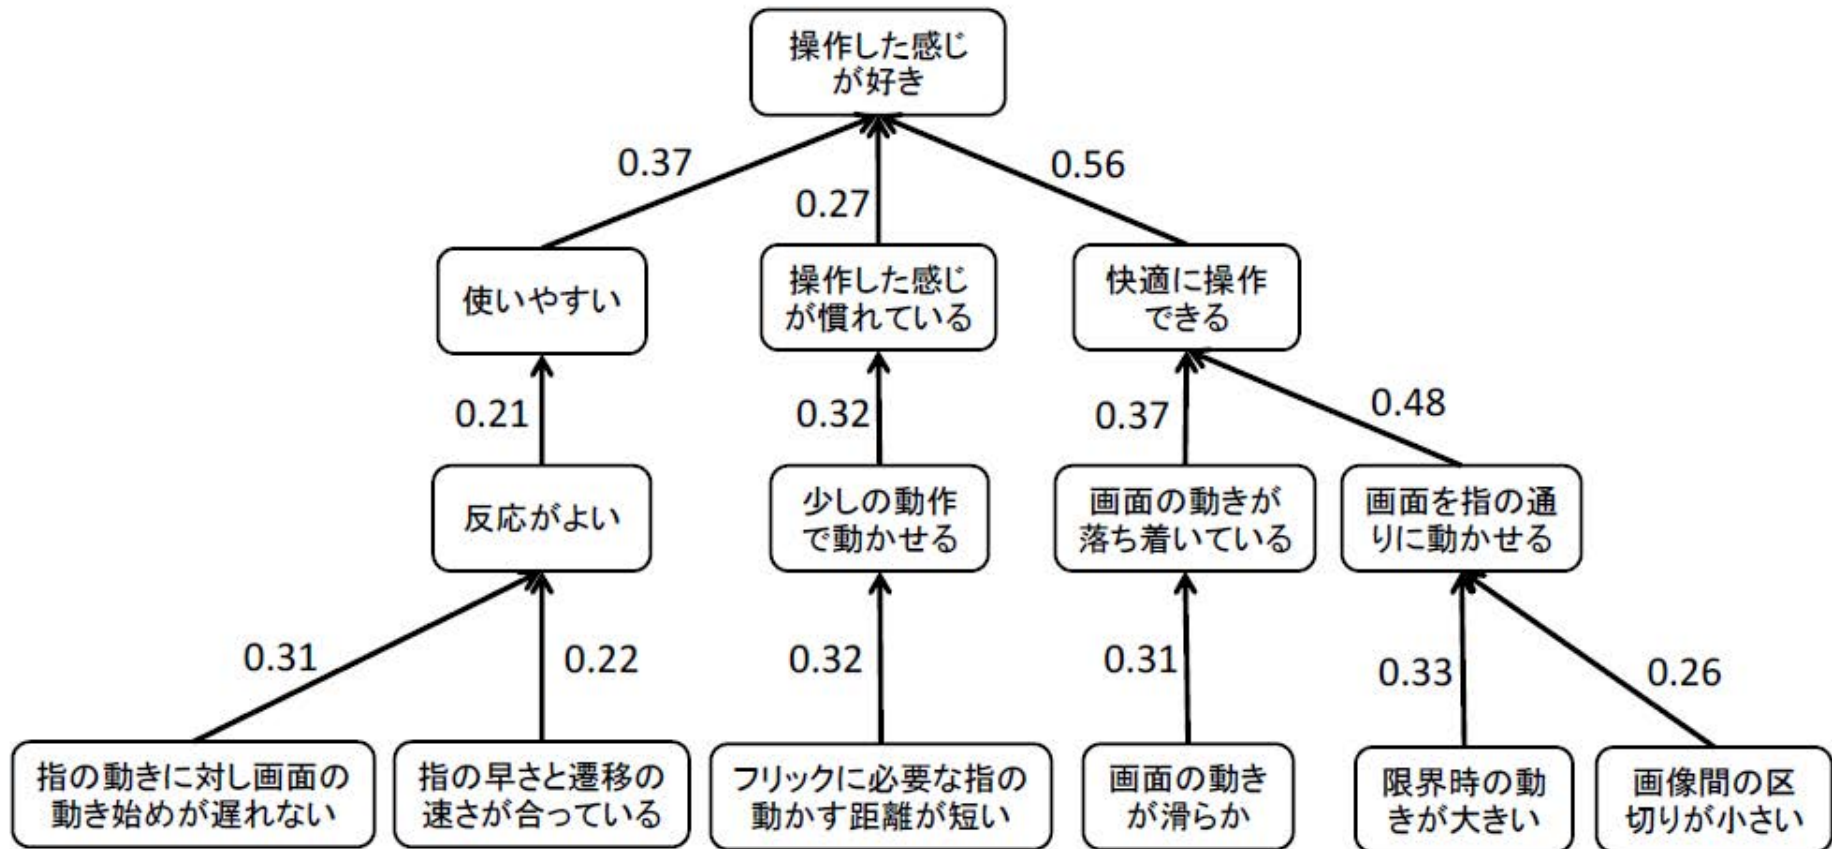 操作した感じ
が好き
0.37
0.27
0.56
使いやすい
操作した感じ
が慣れている
快適に操作
できる
0.21
0.32
0.37
0.48
反応がよい
少しの動作
で動かせる
画面の動きが
落ち着いている
画面を指の通
りに動かせる
0.31
0.22
0.32
0.31
0.33
0.26
指の動きに対し画面の
動き始めが遅れない
指の早さと遷移の
速さが合っている
フリックに必要な指の
動かす距離が短い
画面の動き
が滑らか
限界時の動
きが大きい
画像間の区
切りが小さい